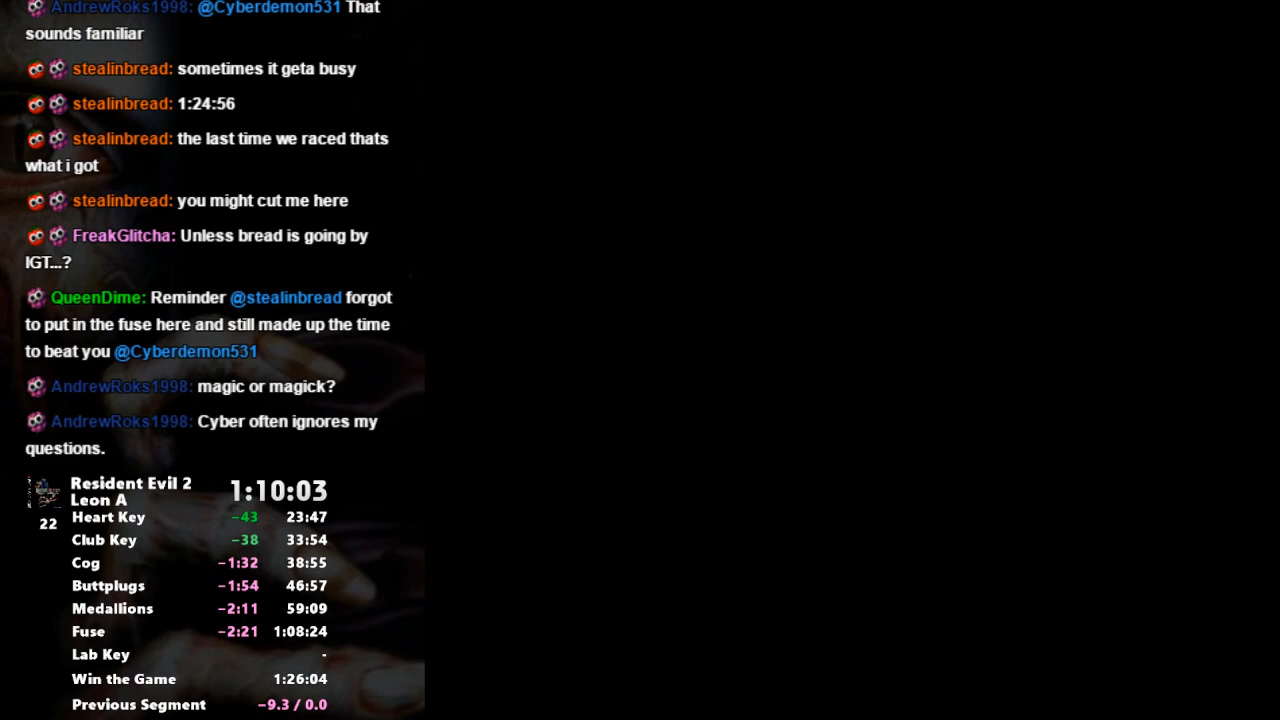 AndrewRoks1998: @Cyberdemon531 That
sounds familiar
stealinbread: sometimes it geta busy
stealinbread: 1:24:56
stealinbread: the last time we raced thats
what i got
stealinbread: you might cut me here
FreakGlitcha: Unless bread is going by
IGT...?
QueenDime: Reminder @stealinbread forgot
to put in the fuse here and still made up the time
to beat you @Cyberdemon531
AndrewRoks1998: magic or magick?
AndrewRoks1998: Cyber often ignores my
questions.
Resident Evil 2
Leon A
1:10:03
22
Heart Key -43 23:47
Club Key -38 33:54
Cog -1:32 38:55
Buttplugs -1:54 46:57
Medallions -2:11 59:09
Fuse -2:21 1:08:24
Lab Key -
Win the Game 1:26:04
Previous Segment -9.3 / 0.0